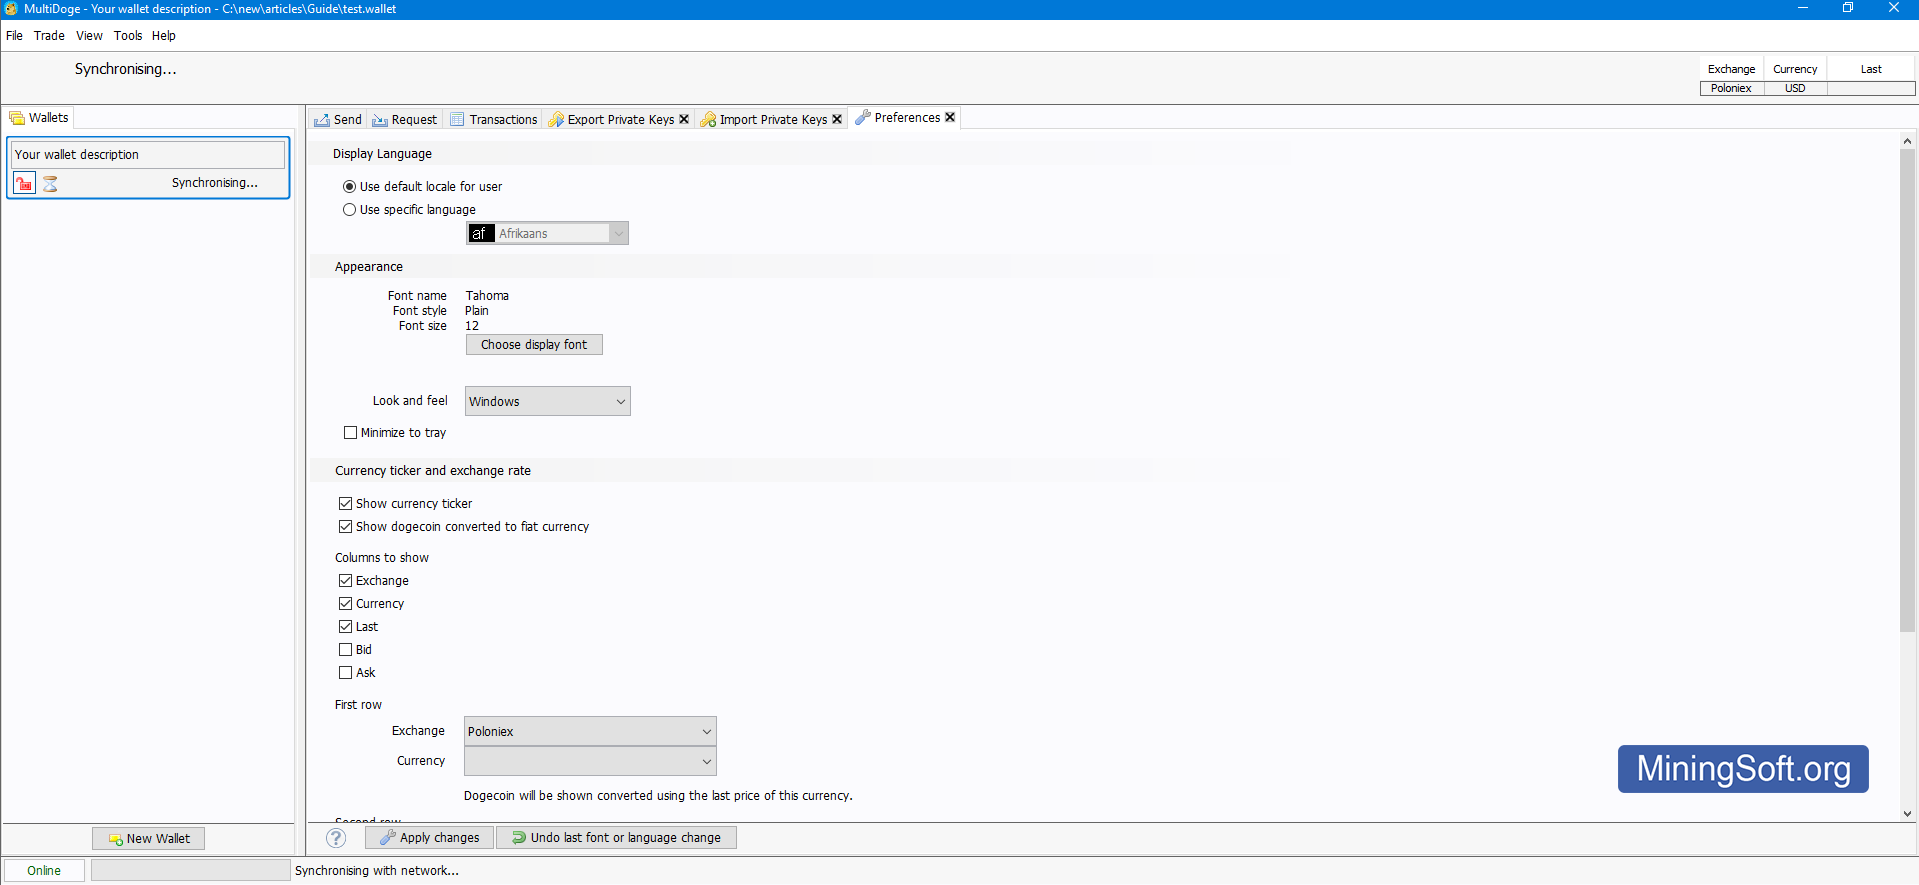 MultiDoge - Your wallet description - C:\new\articles\Guide\test.wallet
File Trade View Tools Help
Synchronising...
Exchange Currency Last
Poloniex USD
Wallets
Your wallet description
Synchronising...
Send Request Transactions Export Private Keys Import Private Keys Preferences
Display Language
Use default locale for user
Use specific language
af Afrikaans
Appearance
Font name Tahoma
Font style Plain
Font size 12
Choose display font
Look and feel Windows
Minimize to tray
Currency ticker and exchange rate
Show currency ticker
Show dogecoin converted to fiat currency
Columns to show
Exchange
Currency
Last
Bid
Ask
First row
Exchange Poloniex
Currency
Dogecoin will be shown converted using the last price of this currency.
Second row
MiningSoft.org
New Wallet
? Apply changes Undo last font or language change
Online Synchronising with network...